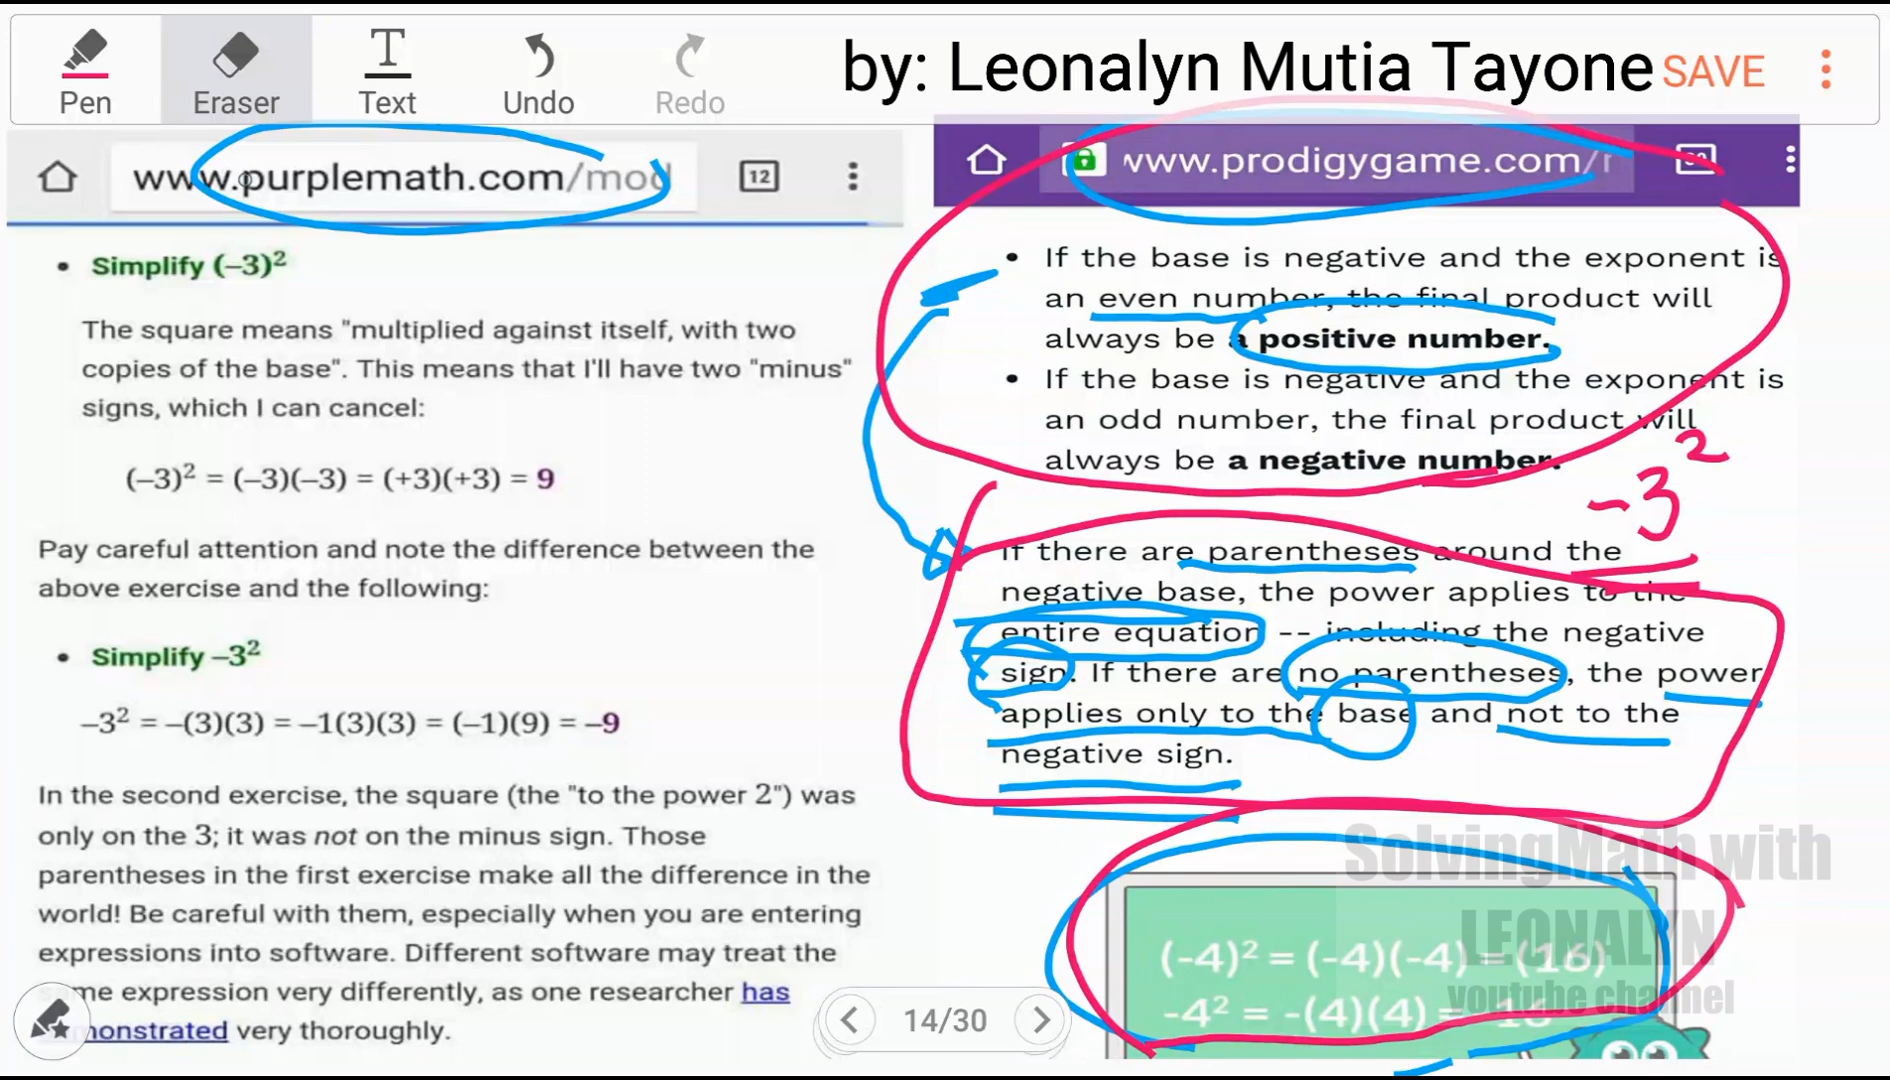 Pen
Eraser
Text
Undo
Redo
by: Leonalyn Mutia Tayone
SAVE
www.purplemath.com/mod
12
• Simplify (–3)²
The square means "multiplied against itself, with two
copies of the base". This means that I'll have two "minus"
signs, which I can cancel:
(–3)² = (–3)(–3) = (+3)(+3) = 9
Pay careful attention and note the difference between the
above exercise and the following:
• Simplify –3²
–3² = –(3)(3) = –1(3)(3) = (–1)(9) = –9
In the second exercise, the square (the "to the power 2") was
only on the 3; it was not on the minus sign. Those
parentheses in the first exercise make all the difference in the
world! Be careful with them, especially when you are entering
expressions into software. Different software may treat the
me expression very differently, as one researcher has
monstrated very thoroughly.
14/30
www.prodigygame.com/
• If the base is negative and the exponent is
an even number, the final product will
always be a positive number.
• If the base is negative and the exponent is
an odd number, the final product will
always be a negative number.
-3²
If there are parentheses around the
negative base, the power applies to the
entire equation -- including the negative
sign. If there are no parentheses, the power
applies only to the base and not to the
negative sign.
SolvingMath with
LEONALYN
youtube channel
(-4)² = (-4)(-4) = (16)
-4² = -(4)(4) = -16